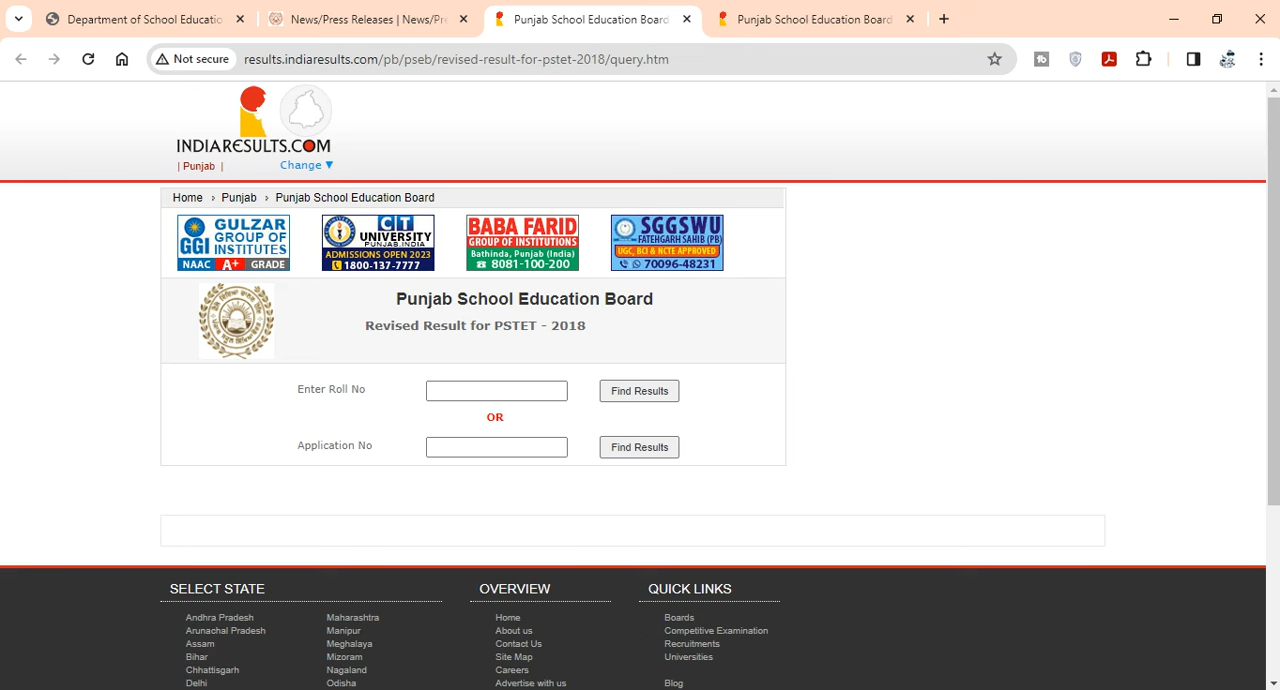 Department of School Educatio
News/Press Releases | News/Pre
Punjab School Education Board
Punjab School Education Board
Not secure
results.indiaresults.com/pb/pseb/revised-result-for-pstet-2018/query.htm
INDIARESULTS.COM
| Punjab |
Change ▼
Home › Punjab › Punjab School Education Board
GGI GULZAR
GROUP OF
INSTITUTES
NAAC A+ GRADE
CT
UNIVERSITY
PUNJAB.INDIA
ADMISSIONS OPEN 2023
1800-137-7777
BABA FARID
GROUP OF INSTITUTIONS
Bathinda, Punjab (India)
8081-100-200
SGGSWU
FATEHGARH SAHIB (PB)
UGC, BCI & NCTE APPROVED
70096-48231
Punjab School Education Board
Revised Result for PSTET - 2018
Enter Roll No
Find Results
OR
Application No
Find Results
SELECT STATE
Andhra Pradesh
Arunachal Pradesh
Assam
Bihar
Chhattisgarh
Delhi
Maharashtra
Manipur
Meghalaya
Mizoram
Nagaland
Odisha
OVERVIEW
Home
About us
Contact Us
Site Map
Careers
Advertise with us
QUICK LINKS
Boards
Competitive Examination
Recruitments
Universities
Blog